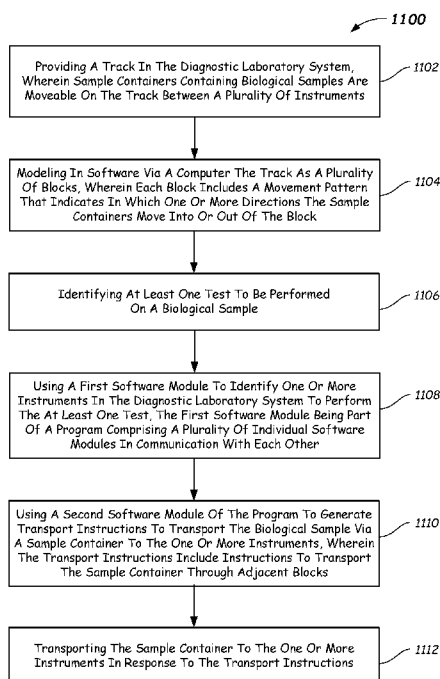 1100
Providing A Track In The Diagnostic Laboratory System,
Wherein Sample Containers Containing Biological Samples Are
Moveable On The Track Between A Plurality Of Instruments
1102
Modeling In Software Via A Computer The Track As A Plurality
Of Blocks, Wherein Each Block Includes A Movement Pattern
That Indicates In Which One Or More Directions The Sample
Containers Move Into Or Out Of The Block
1104
Identifying At Least One Test To Be Performed
On A Biological Sample
1106
Using A First Software Module To Identify One Or More
Instruments In The Diagnostic Laboratory System To Perform
The At Least One Test, The First Software Module Being Part
Of A Program Comprising A Plurality Of Individual Software
Modules In Communication With Each Other
1108
Using A Second Software Module Of The Program To Generate
Transport Instructions To Transport The Biological Sample Via
A Sample Container To The One Or More Instruments, Wherein
The Transport Instructions Include Instructions To Transport
The Sample Container Through Adjacent Blocks
1110
Transporting The Sample Container To The One Or More
Instruments In Response To The Transport Instructions
1112